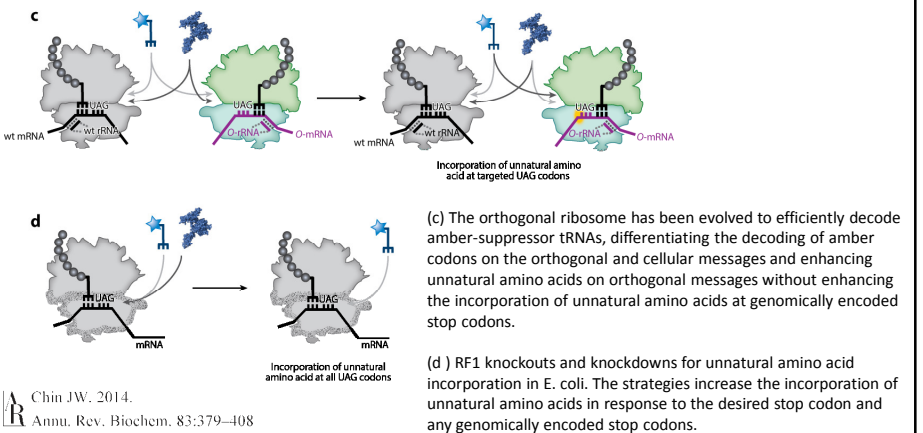 c
UAG
wt mRNA
wt rRNA
UAG
O-rRNA
O-mRNA
UAG
wt mRNA
wt rRNA
UAG
O-rRNA
O-mRNA
Incorporation of unnatural amino
acid at targeted UAG codons
d
UAG
mRNA
UAG
mRNA
Incorporation of unnatural
amino acid at all UAG codons
(c) The orthogonal ribosome has been evolved to efficiently decode
amber-suppressor tRNAs, differentiating the decoding of amber
codons on the orthogonal and cellular messages and enhancing
unnatural amino acids on orthogonal messages without enhancing
the incorporation of unnatural amino acids at genomically encoded
stop codons.
(d ) RF1 knockouts and knockdowns for unnatural amino acid
incorporation in E. coli. The strategies increase the incorporation of
unnatural amino acids in response to the desired stop codon and
any genomically encoded stop codons.
AR
Chin JW. 2014.
Annu. Rev. Biochem. 83:379–408